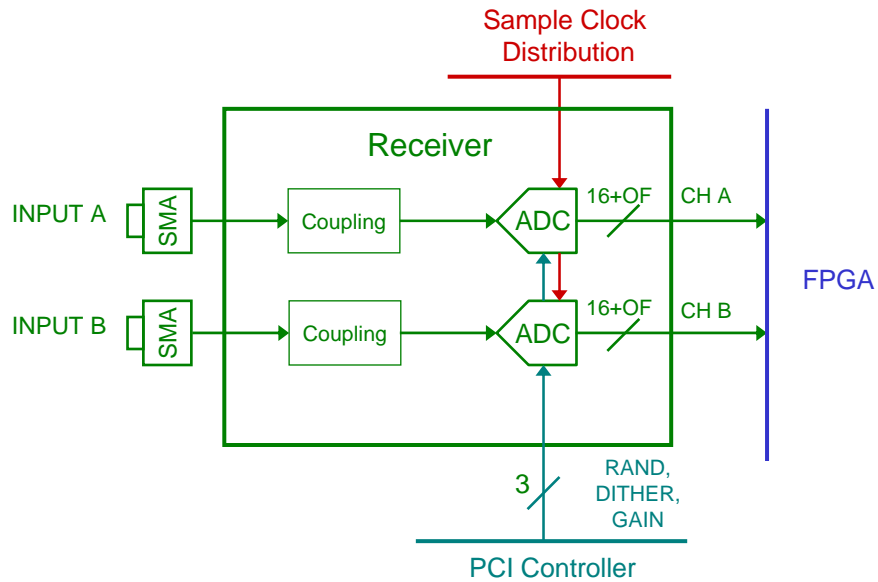 Sample Clock
Distribution
Receiver
INPUT A
SMA
Coupling
ADC
16+OF
CH A
FPGA
INPUT B
SMA
Coupling
ADC
16+OF
CH B
3
RAND,
DITHER,
GAIN
PCI Controller